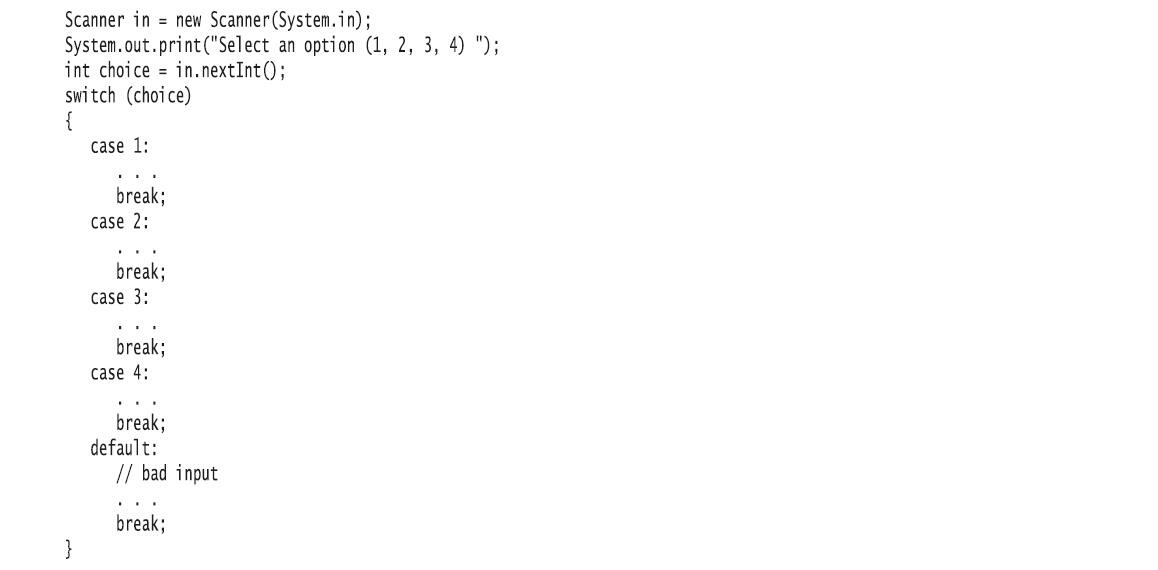 Scanner in = new Scanner(System.in);
System.out.print("Select an option (1, 2, 3, 4) ");
int choice = in.nextInt();
switch (choice)
{
   case 1:
      . . .
      break;
   case 2:
      . . .
      break;
   case 3:
      . . .
      break;
   case 4:
      . . .
      break;
   default:
      // bad input
      . . .
      break;
}